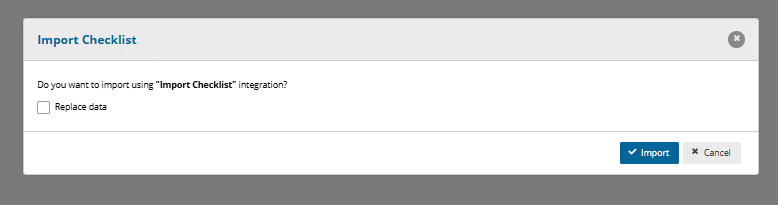 Import Checklist
Do you want to import using "Import Checklist" integration?
Replace data
Import
Cancel